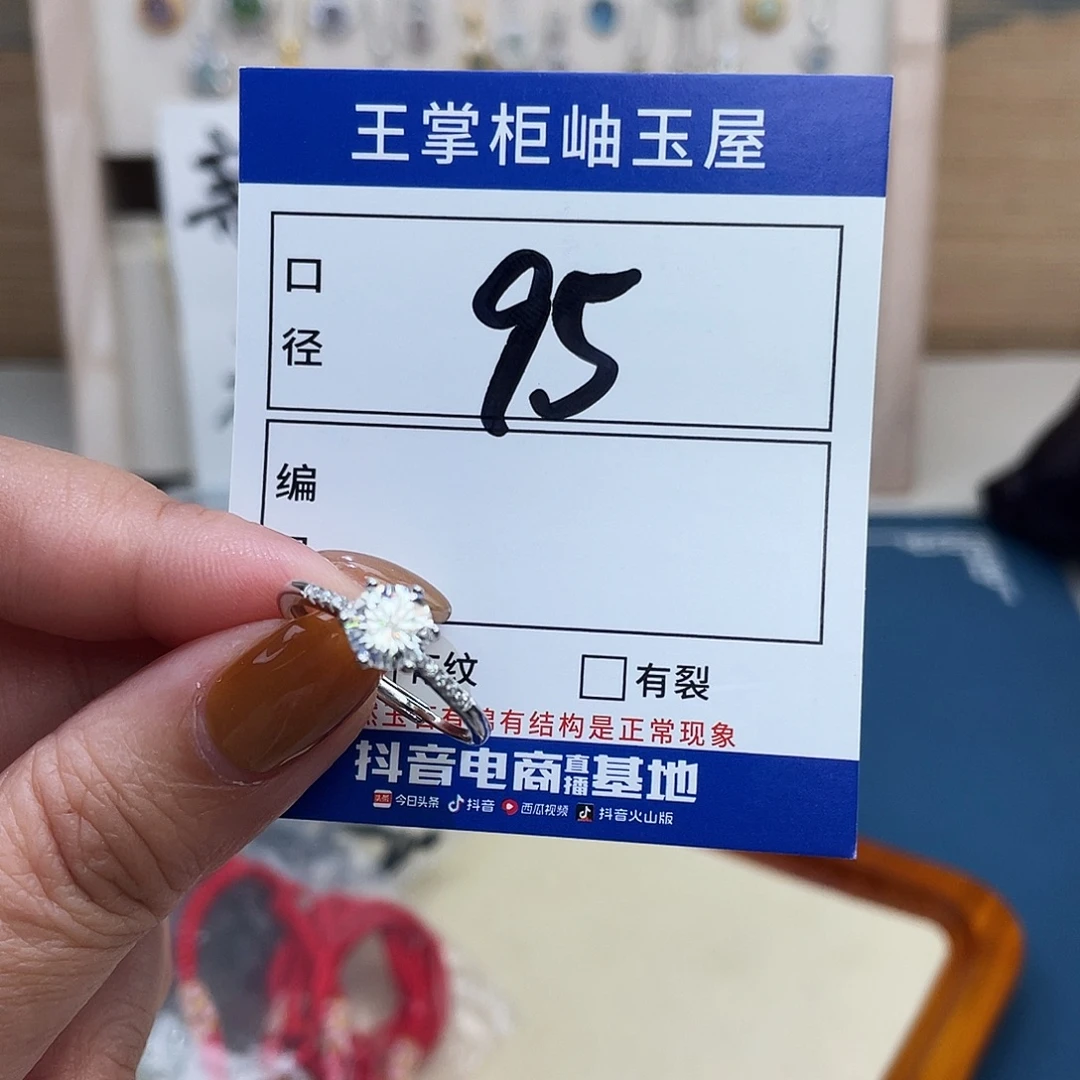 王掌柜岫玉屋
口径
95
编
纹
有裂
有结构是正常现象
抖音电商直播基地
今日头条 抖音 西瓜视频 抖音火山版